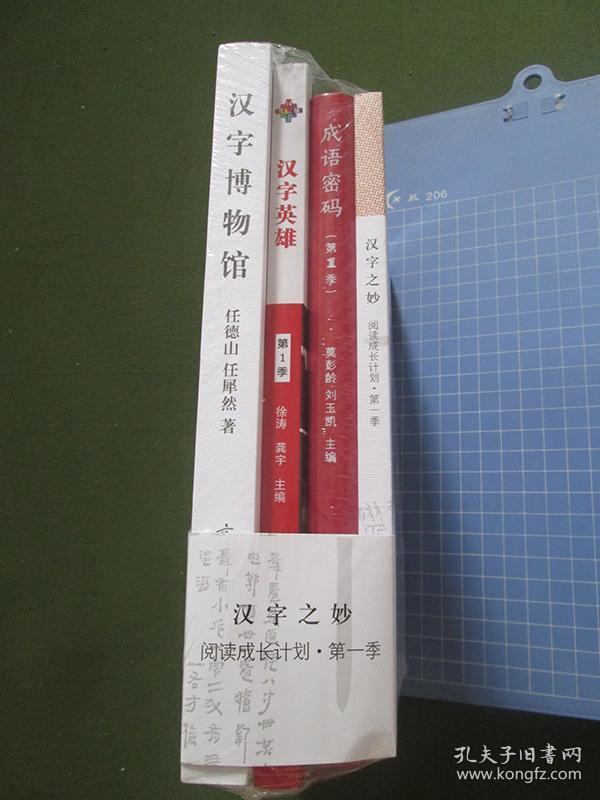 汉字博物馆
任德山 任犀然 著
汉字英雄
第1季
徐涛 龚宇 主编
成语密码
(第1季)
莫彭龄·刘玉凯 主编
汉字之妙
阅读成长计划·第一季
206
汉字之妙
阅读成长计划·第一季
孔夫子旧书网
www.kongfz.com